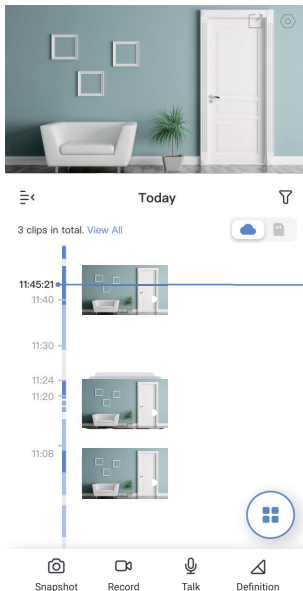 Today
3 clips in total. View All
11:45:21
11:40
11:30
11:24
11:20
11:08
Snapshot
Record
Talk
Definition